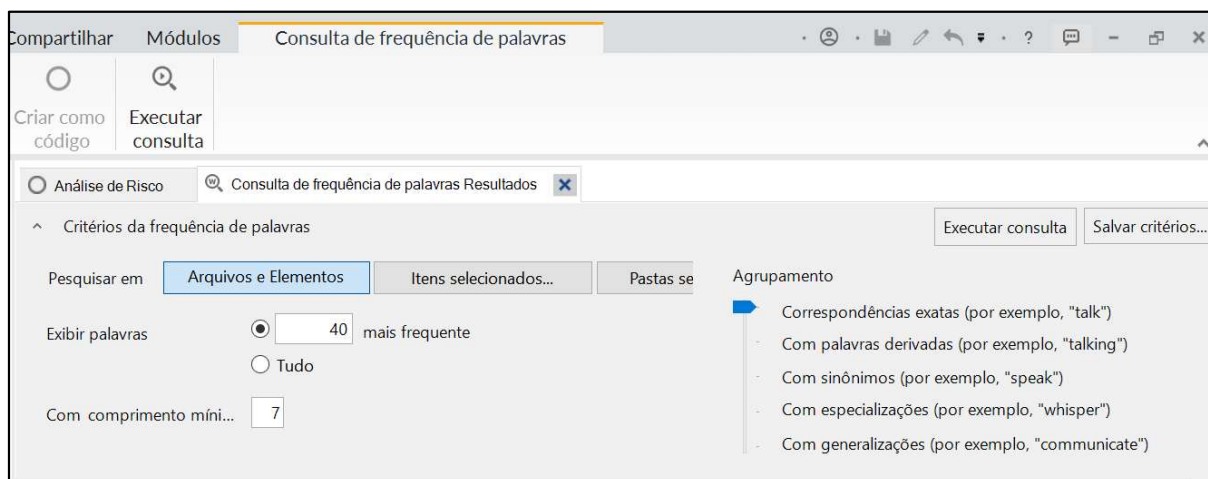 Compartilhar Módulos Consulta de frequência de palavras ?
Criar como código
Executar consulta
Análise de Risco Consulta de frequência de palavras Resultados
Critérios da frequência de palavras Executar consulta Salvar critérios...
Pesquisar em Arquivos e Elementos Itens selecionados... Pastas se
Exibir palavras 40 mais frequente
Tudo
Com comprimento míni... 7
Agrupamento
Correspondências exatas (por exemplo, "talk")
Com palavras derivadas (por exemplo, "talking")
Com sinônimos (por exemplo, "speak")
Com especializações (por exemplo, "whisper")
Com generalizações (por exemplo, "communicate")